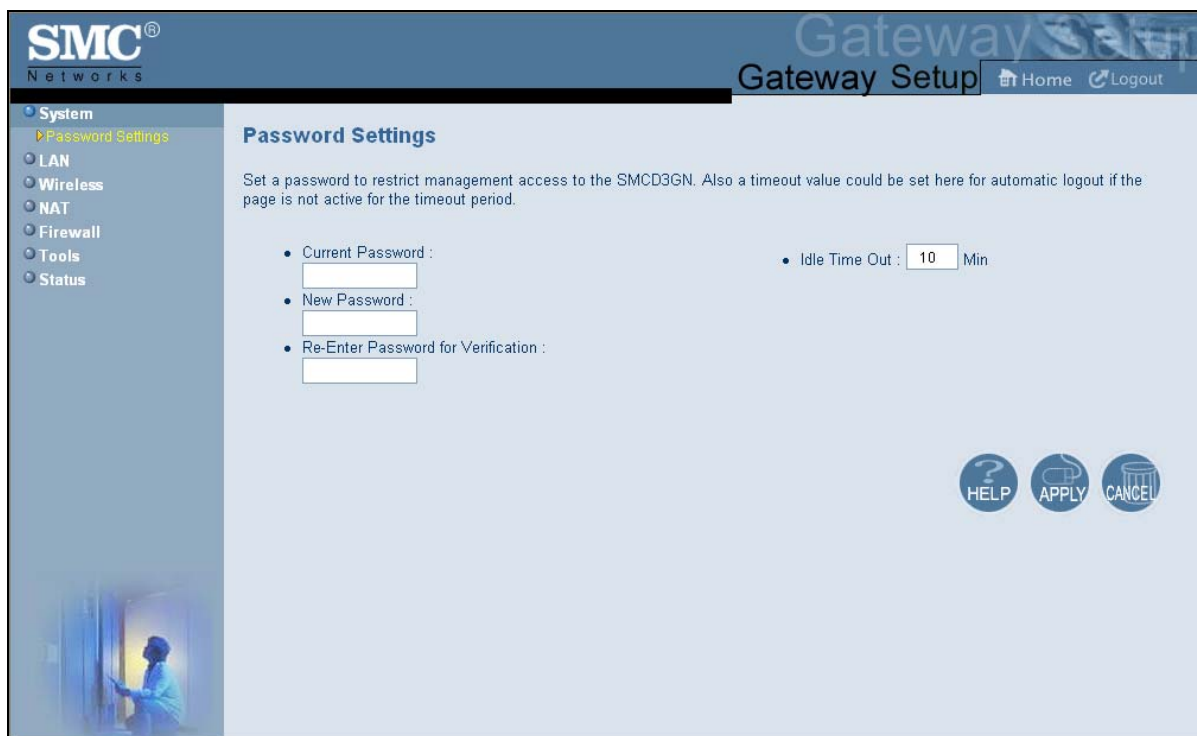 SMC®
Networks
Gateway Setup
Gateway Setup
Home
Logout
System
Password Settings
LAN
Wireless
NAT
Firewall
Tools
Status
Password Settings
Set a password to restrict management access to the SMCD3GN. Also a timeout value could be set here for automatic logout if the
page is not active for the timeout period.
Current Password :
New Password :
Re-Enter Password for Verification :
Idle Time Out : 10 Min
HELP
APPLY
CANCEL